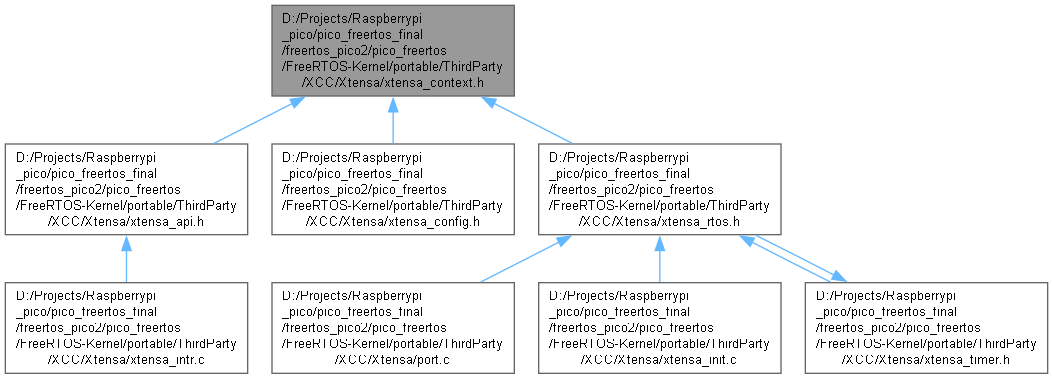 D:/Projects/Raspberrypi
_pico/pico_freertos_final
/freertos_pico2/pico_freertos
/FreeRTOS-Kernel/portable/ThirdParty
/XCC/Xtensa/xtensa_context.h
D:/Projects/Raspberrypi
_pico/pico_freertos_final
/freertos_pico2/pico_freertos
/FreeRTOS-Kernel/portable/ThirdParty
/XCC/Xtensa/xtensa_api.h
D:/Projects/Raspberrypi
_pico/pico_freertos_final
/freertos_pico2/pico_freertos
/FreeRTOS-Kernel/portable/ThirdParty
/XCC/Xtensa/xtensa_config.h
D:/Projects/Raspberrypi
_pico/pico_freertos_final
/freertos_pico2/pico_freertos
/FreeRTOS-Kernel/portable/ThirdParty
/XCC/Xtensa/xtensa_rtos.h
D:/Projects/Raspberrypi
_pico/pico_freertos_final
/freertos_pico2/pico_freertos
/FreeRTOS-Kernel/portable/ThirdParty
/XCC/Xtensa/xtensa_intr.c
D:/Projects/Raspberrypi
_pico/pico_freertos_final
/freertos_pico2/pico_freertos
/FreeRTOS-Kernel/portable/ThirdParty
/XCC/Xtensa/port.c
D:/Projects/Raspberrypi
_pico/pico_freertos_final
/freertos_pico2/pico_freertos
/FreeRTOS-Kernel/portable/ThirdParty
/XCC/Xtensa/xtensa_init.c
D:/Projects/Raspberrypi
_pico/pico_freertos_final
/freertos_pico2/pico_freertos
/FreeRTOS-Kernel/portable/ThirdParty
/XCC/Xtensa/xtensa_timer.h